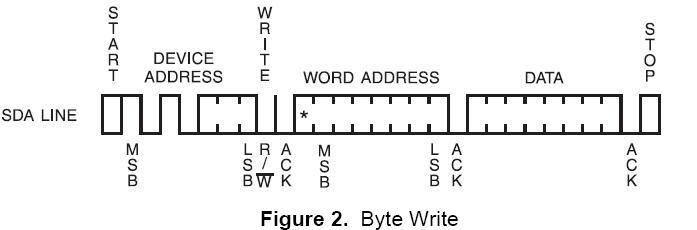 START
WRITE
STOP
DEVICE
ADDRESS
WORD ADDRESS
DATA
SDA LINE
*
MSB
LSB
R/W
ACK
MSB
LSB
ACK
ACK
Figure 2. Byte Write